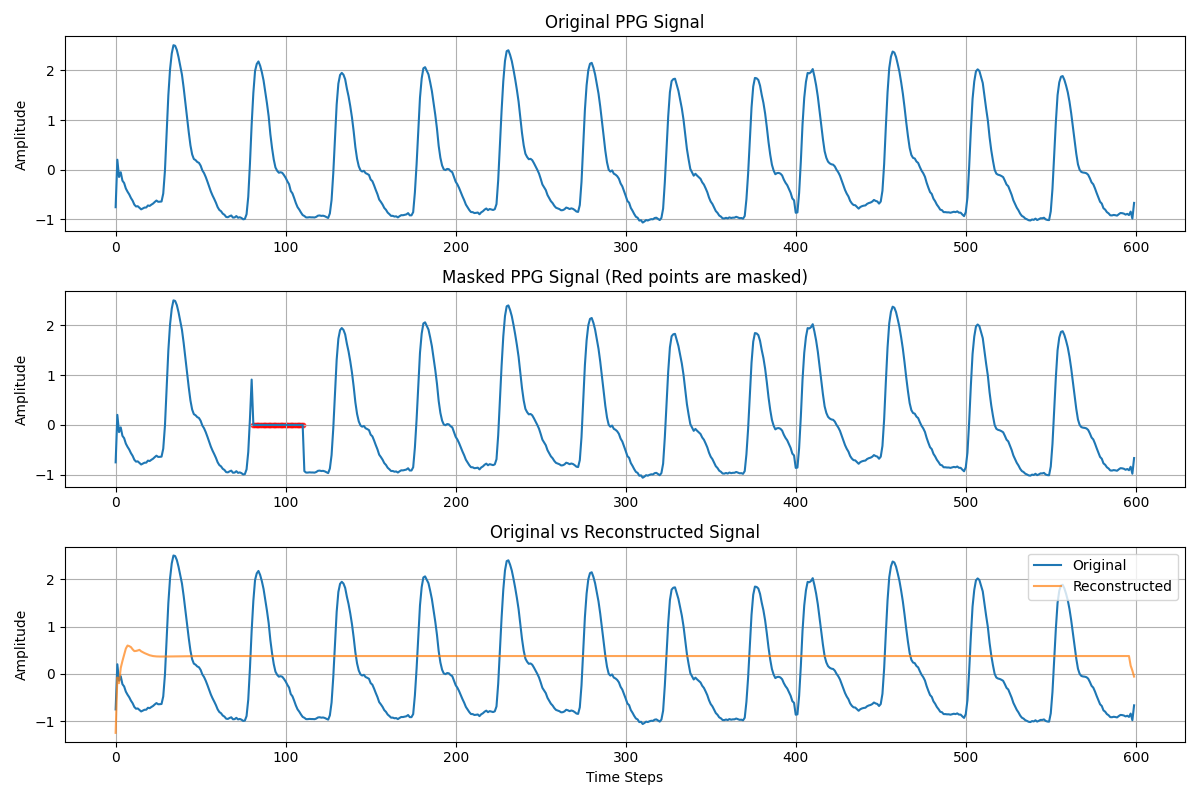 Original PPG Signal
Amplitude
2
1
0
−1
0 100 200 300 400 500 600
Masked PPG Signal (Red points are masked)
Amplitude
2
1
0
−1
0 100 200 300 400 500 600
Original vs Reconstructed Signal
Original
Reconstructed
Amplitude
2
1
0
−1
0 100 200 300 400 500 600
Time Steps